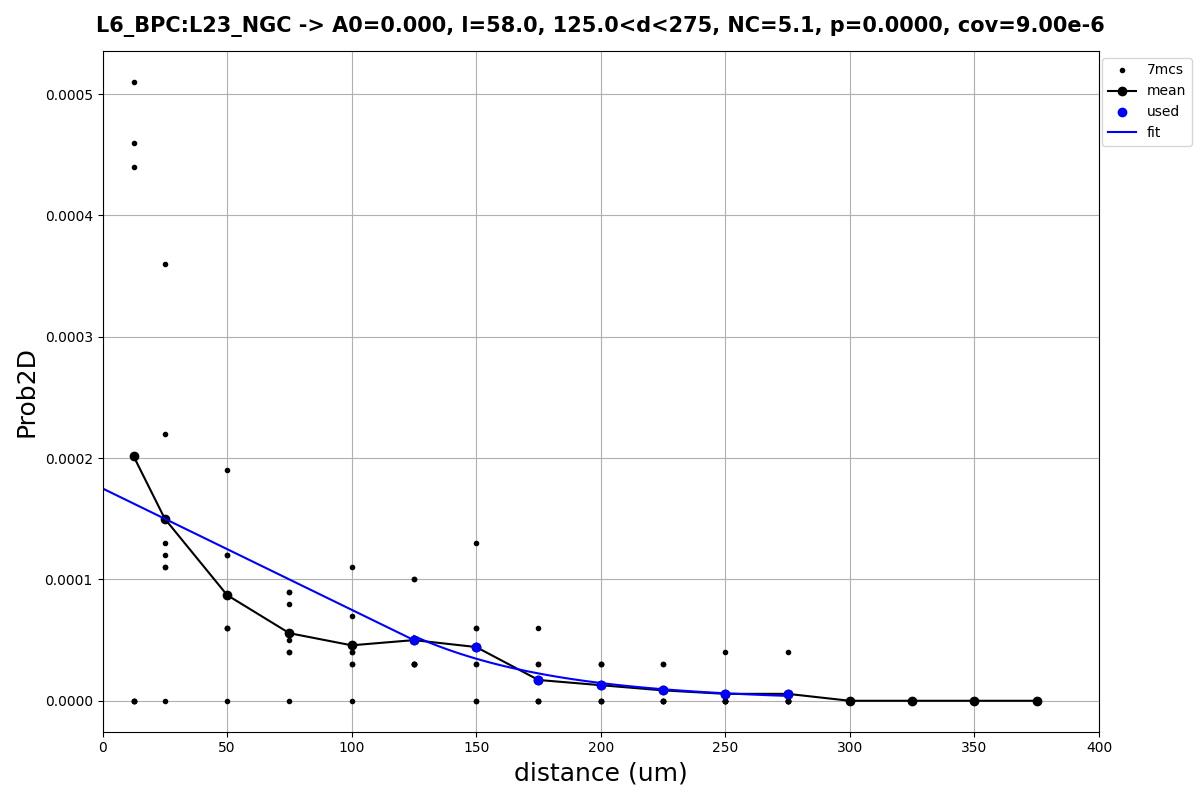 L6_BPC:L23_NGC -> A0=0.000, l=58.0, 125.0<d<275, NC=5.1, p=0.0000, cov=9.00e-6
7mcs
mean
used
fit
Prob2D
0.0005
0.0004
0.0003
0.0002
0.0001
0.0000
0 50 100 150 200 250 300 350 400
distance (um)